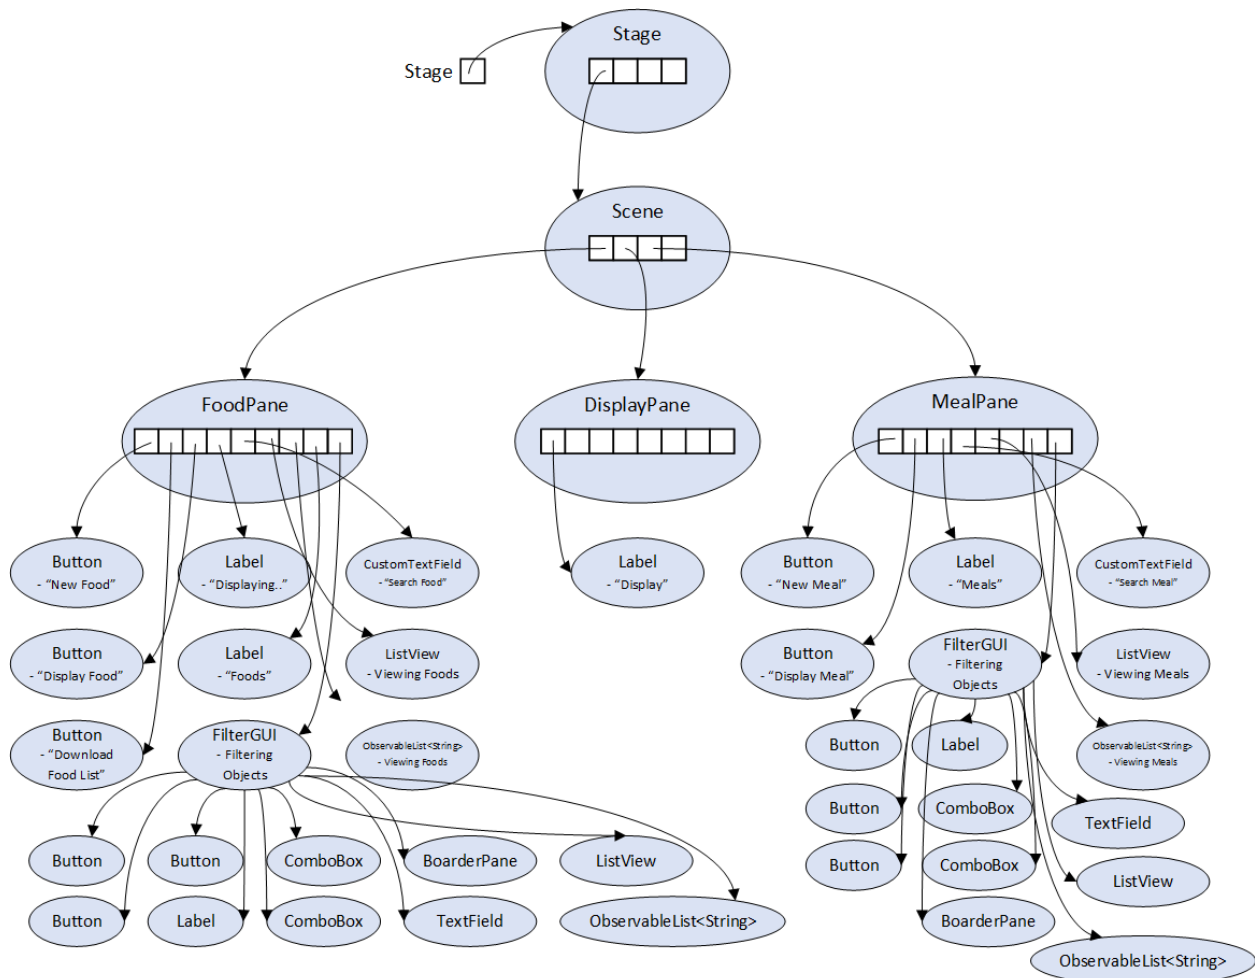 Stage
Stage
Scene
FoodPane
DisplayPane
MealPane
Button
- “New Food”
Label
- “Displaying..”
CustomTextField
- “Search Food”
Label
- “Display”
Button
- “New Meal”
Label
- “Meals”
CustomTextField
- “Search Meal”
Button
- “Display Food”
Label
- “Foods”
ListView
- Viewing Foods
Button
- “Display Meal”
FilterGUI
- Filtering
Objects
ListView
- Viewing Meals
Button
- “Download
Food List”
FilterGUI
- Filtering
Objects
ObservableList<String>
- Viewing Foods
Button
Label
ObservableList<String>
- Viewing Meals
Button
ComboBox
TextField
Button
Button
ComboBox
BoarderPane
ListView
Button
ComboBox
ListView
Button
Label
ComboBox
TextField
ObservableList<String>
BoarderPane
ObservableList<String>